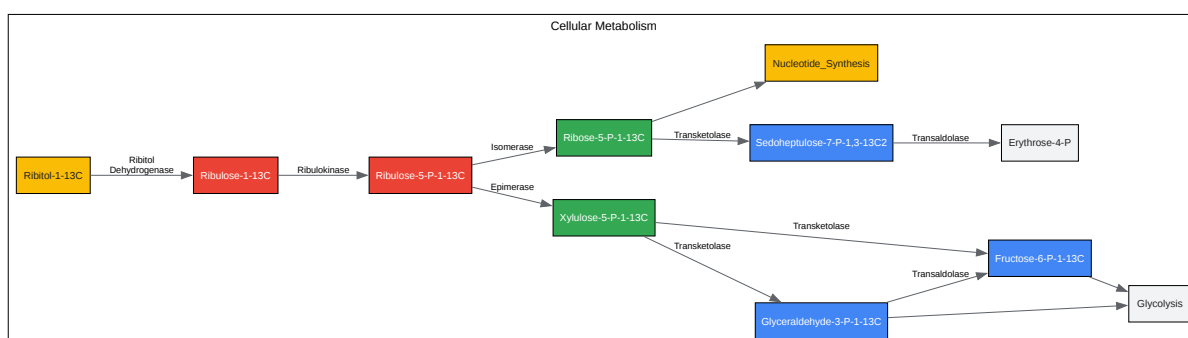 Cellular Metabolism
Nucleotide_Synthesis
Ribose-5-P-1-13C
Transketolase
Sedoheptulose-7-P-1,3-13C2
Transaldolase
Erythrose-4-P
Isomerase
Ribitol-1-13C
Ribitol
Dehydrogenase
Ribulose-1-13C
Ribulokinase
Ribulose-5-P-1-13C
Epimerase
Xylulose-5-P-1-13C
Transketolase
Transketolase
Fructose-6-P-1-13C
Transaldolase
Glycolysis
Glyceraldehyde-3-P-1-13C